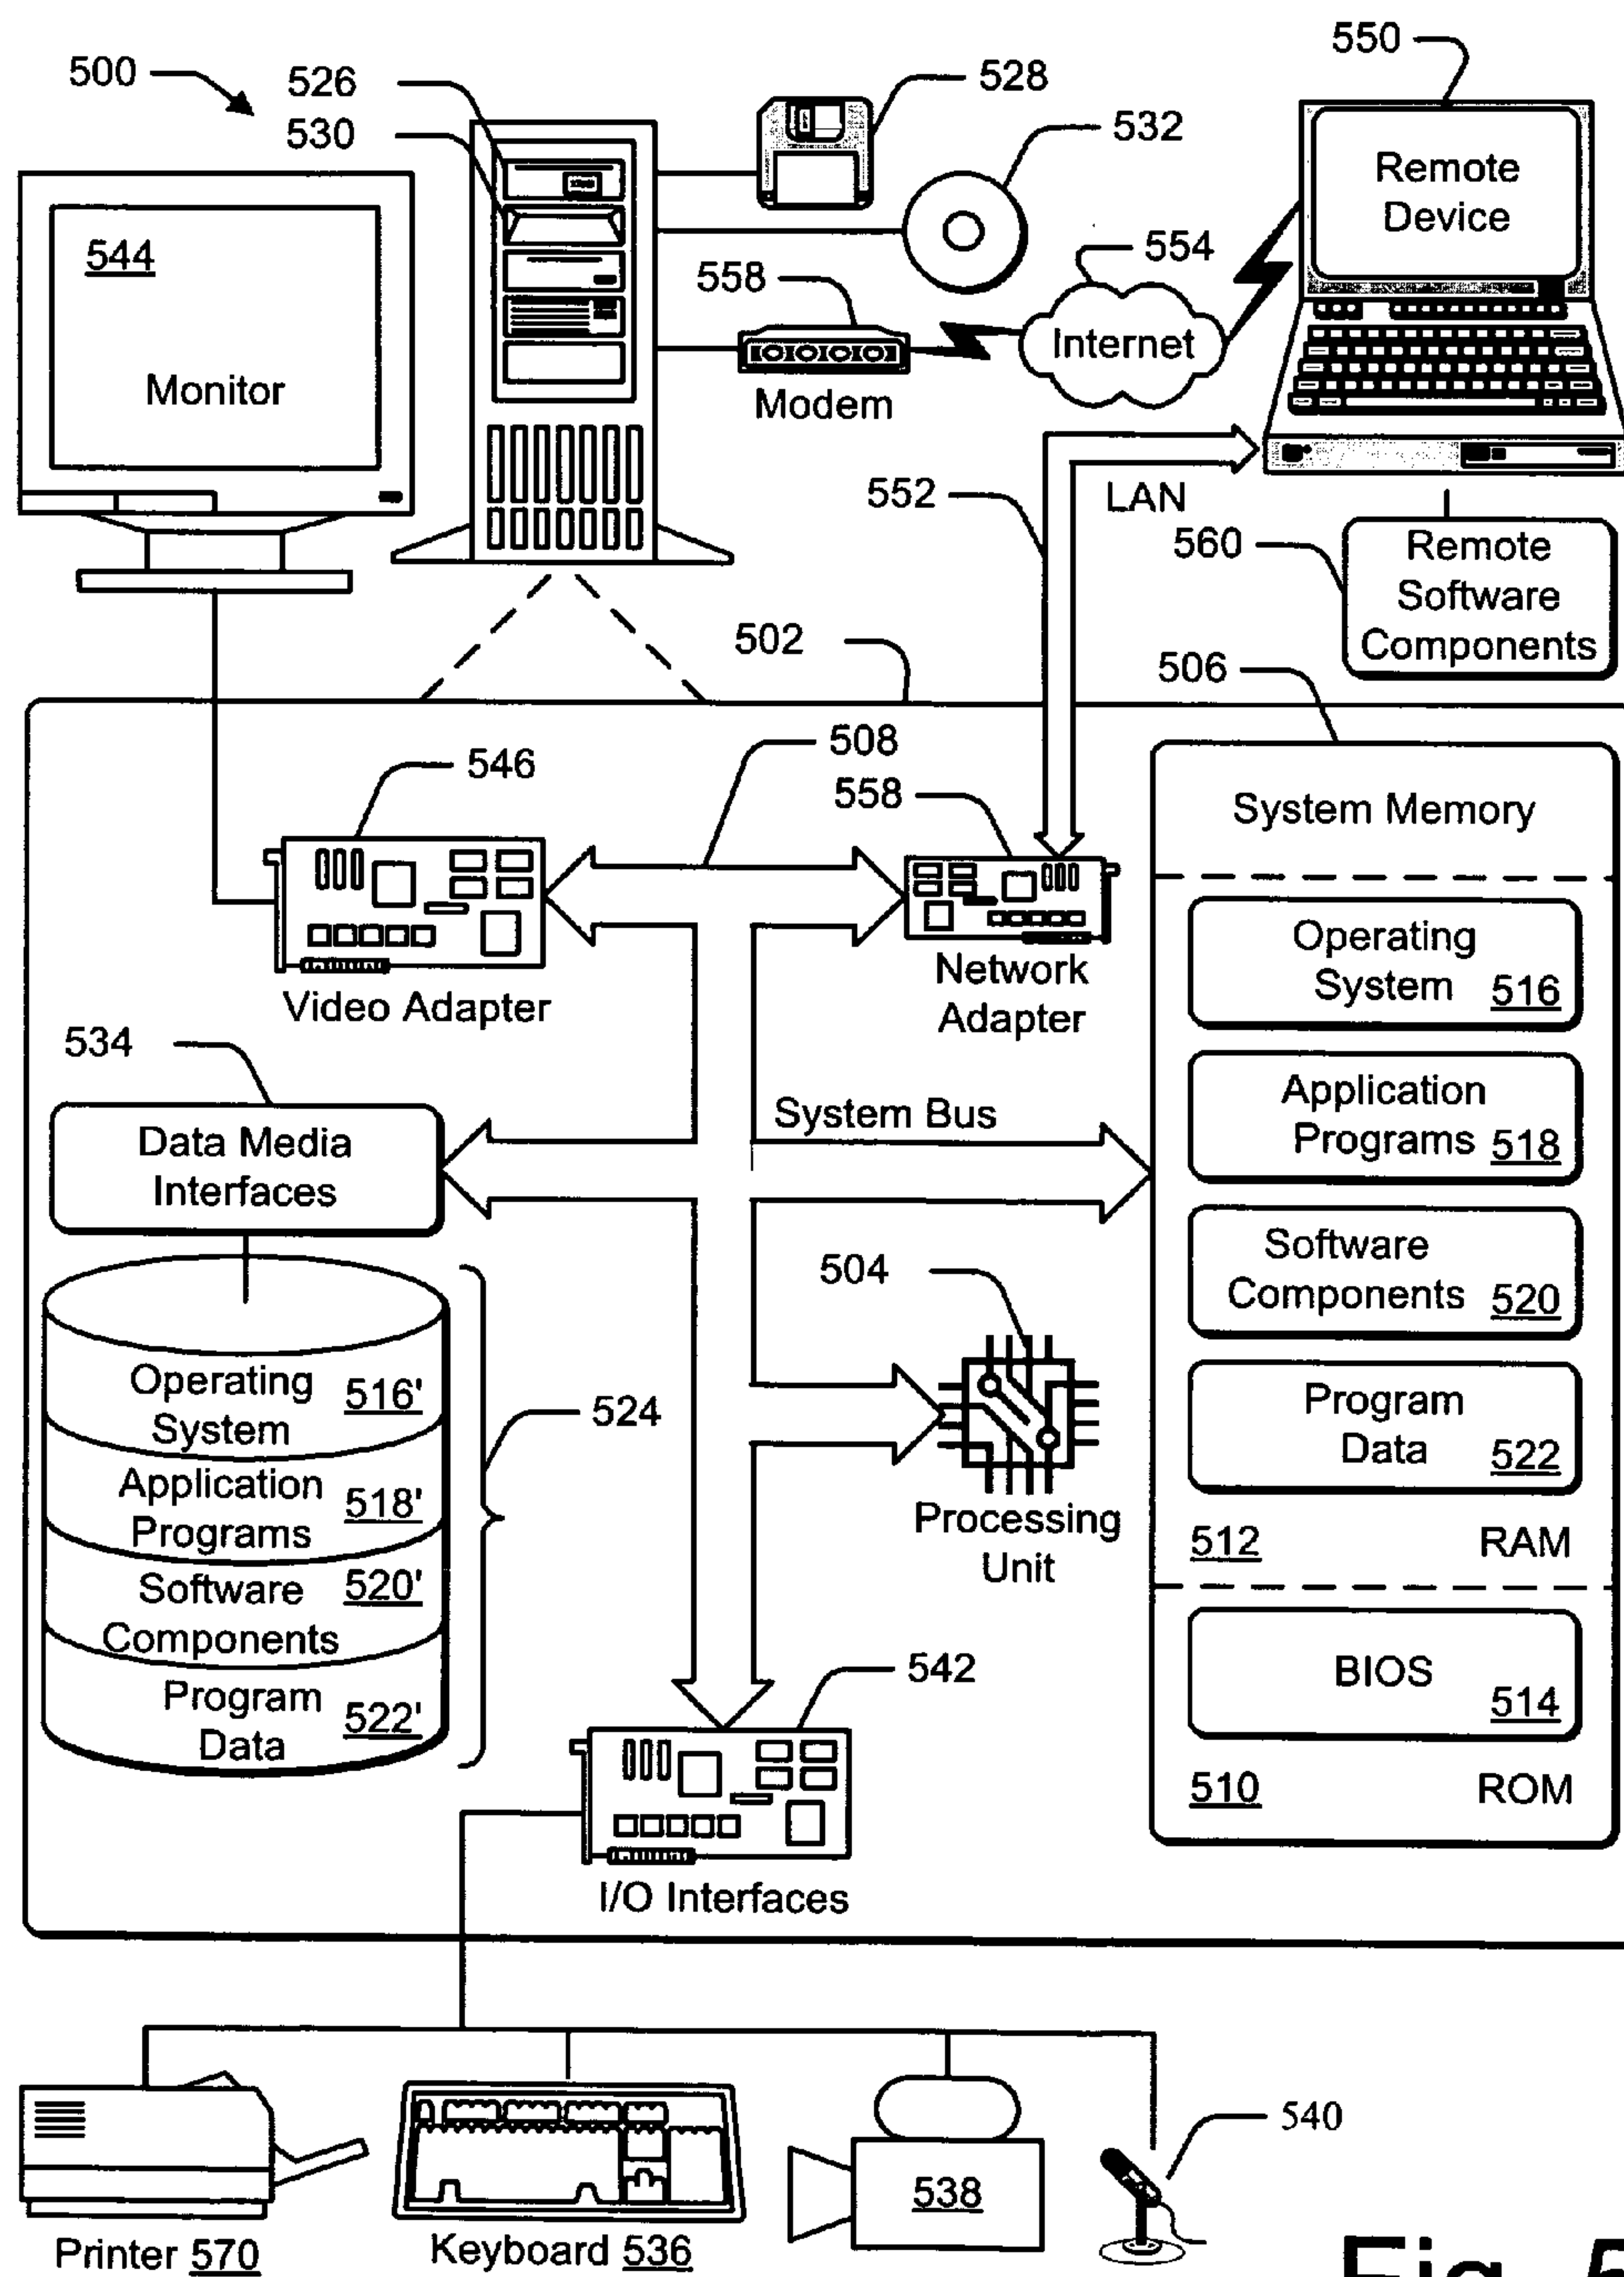 500
526
530
528
532
550
Remote
Device
544
Monitor
558
Modem
554
Internet
552
LAN
560
Remote
Software
Components
502
506
508
546
558
Video Adapter
Network
Adapter
System Memory
Operating
System 516
Application
Programs 518
Software
Components 520
Program
Data 522
512 RAM
BIOS
514
510 ROM
534
Data Media
Interfaces
System Bus
504
Processing
Unit
Operating
System 516'
Application
Programs 518'
Software
Components 520'
Program
Data 522'
524
542
I/O Interfaces
Printer 570
Keyboard 536
538
540
Fig. 5